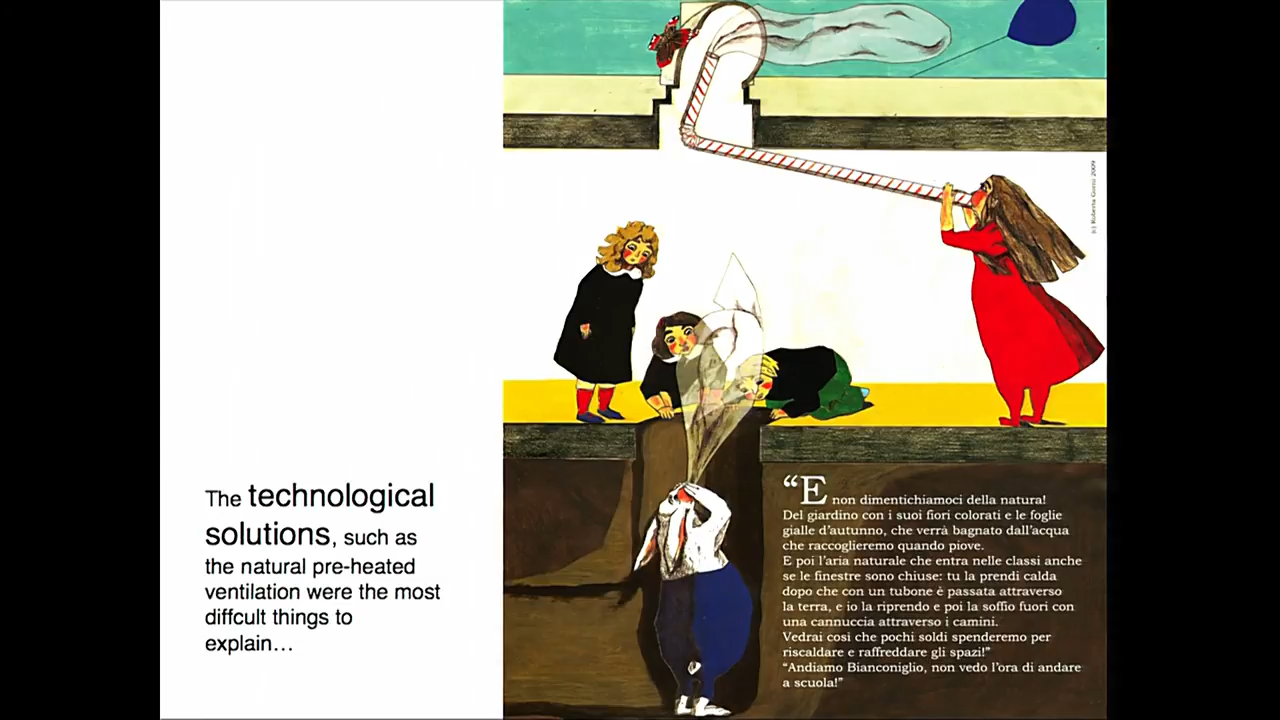 The technological
solutions, such as
the natural pre-heated
ventilation were the most
diffcult things to
explain…
(c) Roberta Gorni 2009
“E non dimentichiamoci della natura!
Del giardino con i suoi fiori colorati e le foglie
gialle d’autunno, che verrà bagnato dall’acqua
che raccoglieremo quando piove.
E poi l’aria naturale che entra nelle classi anche
se le finestre sono chiuse: tu la prendi calda
dopo che con un tubone è passata attraverso
la terra, e io la riprendo e poi la soffio fuori con
una cannuccia attraverso i camini.
Vedrai così che pochi soldi spenderemo per
riscaldare e raffreddare gli spazi!”
“Andiamo Bianconiglio, non vedo l’ora di andare
a scuola!”